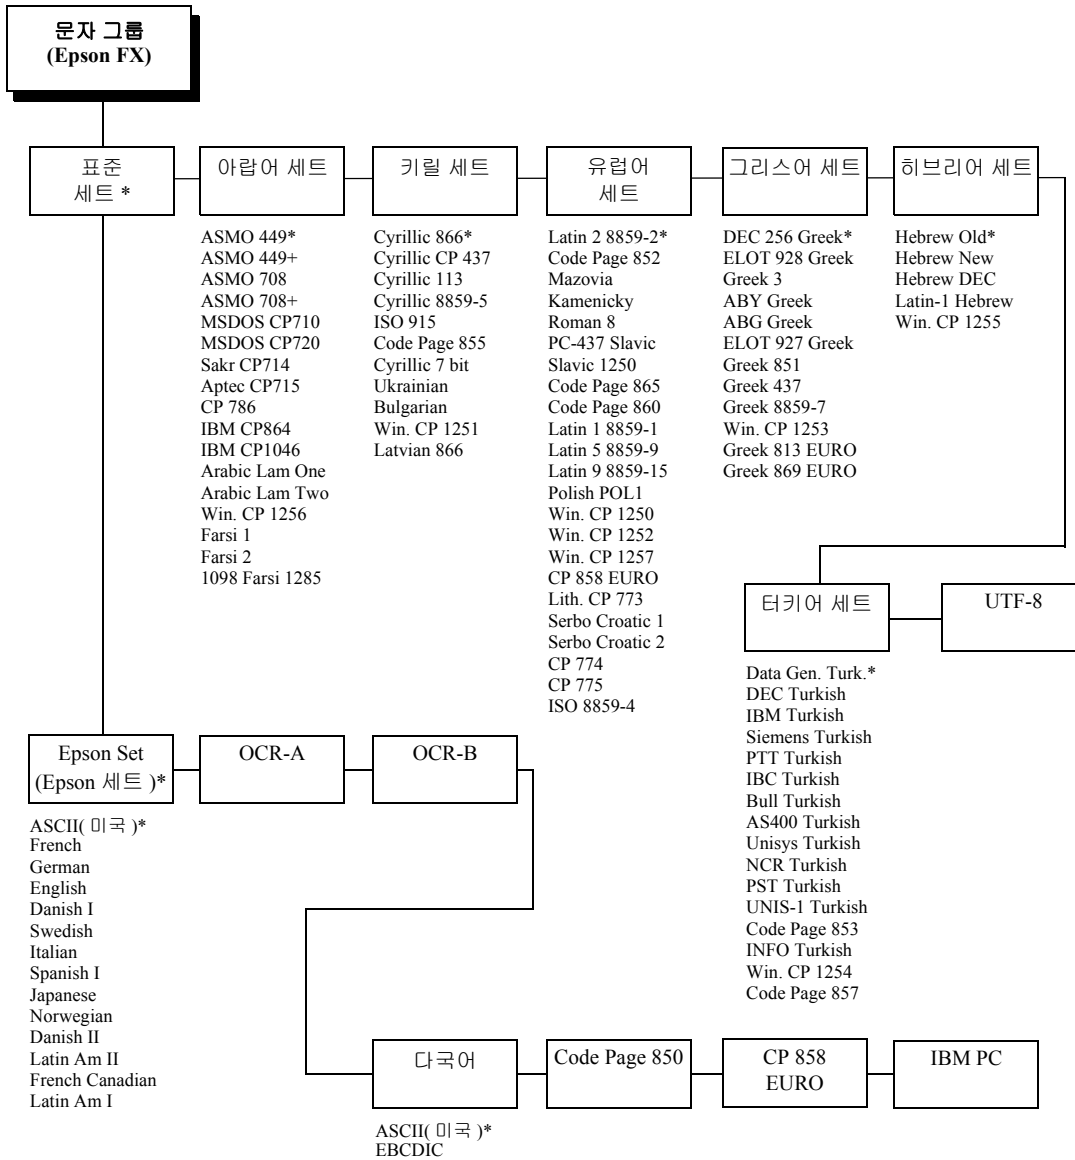 문자 그룹
(Epson FX)
표준
세트 *
아랍어 세트
키릴 세트
유럽어
세트
그리스어 세트
히브리어 세트
ASMO 449*
ASMO 449+
ASMO 708
ASMO 708+
MSDOS CP710
MSDOS CP720
Sakr CP714
Aptec CP715
CP 786
IBM CP864
IBM CP1046
Arabic Lam One
Arabic Lam Two
Win. CP 1256
Farsi 1
Farsi 2
1098 Farsi 1285
Cyrillic 866*
Cyrillic CP 437
Cyrillic 113
Cyrillic 8859-5
ISO 915
Code Page 855
Cyrillic 7 bit
Ukrainian
Bulgarian
Win. CP 1251
Latvian 866
Latin 2 8859-2*
Code Page 852
Mazovia
Kamenicky
Roman 8
PC-437 Slavic
Slavic 1250
Code Page 865
Code Page 860
Latin 1 8859-1
Latin 5 8859-9
Latin 9 8859-15
Polish POL1
Win. CP 1250
Win. CP 1252
Win. CP 1257
CP 858 EURO
Lith. CP 773
Serbo Croatic 1
Serbo Croatic 2
CP 774
CP 775
ISO 8859-4
DEC 256 Greek*
ELOT 928 Greek
Greek 3
ABY Greek
ABG Greek
ELOT 927 Greek
Greek 851
Greek 437
Greek 8859-7
Win. CP 1253
Greek 813 EURO
Greek 869 EURO
Hebrew Old*
Hebrew New
Hebrew DEC
Latin-1 Hebrew
Win. CP 1255
터키어 세트
UTF-8
Data Gen. Turk.*
DEC Turkish
IBM Turkish
Siemens Turkish
PTT Turkish
IBC Turkish
Bull Turkish
AS400 Turkish
Unisys Turkish
NCR Turkish
PST Turkish
UNIS-1 Turkish
Code Page 853
INFO Turkish
Win. CP 1254
Code Page 857
Epson Set
(Epson 세트 )*
OCR-A
OCR-B
ASCII( 미국 )*
French
German
English
Danish I
Swedish
Italian
Spanish I
Japanese
Norwegian
Danish II
Latin Am II
French Canadian
Latin Am I
다국어
Code Page 850
CP 858
EURO
IBM PC
ASCII( 미국 )*
EBCDIC